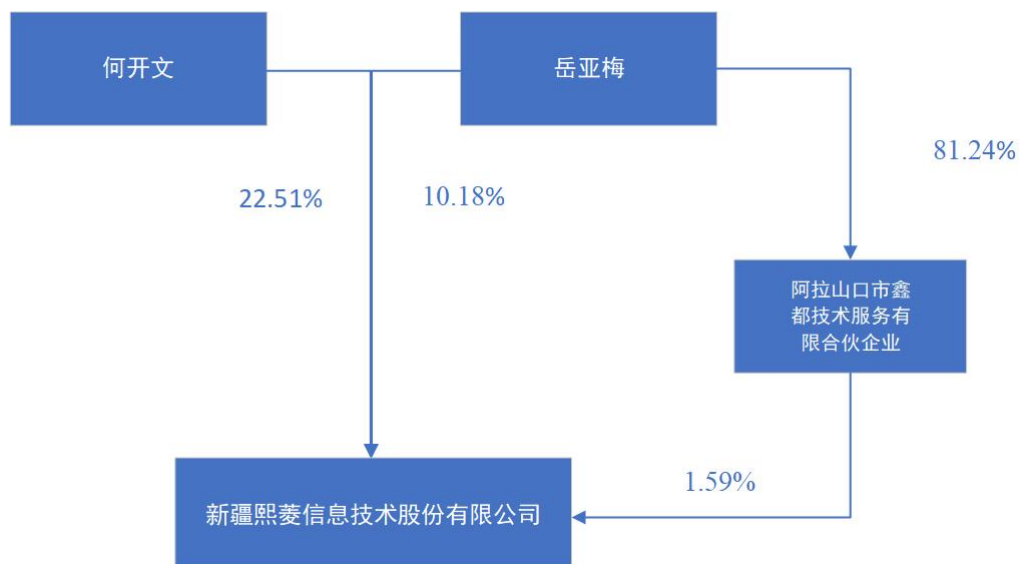 何开文
岳亚梅
81.24%
22.51%
10.18%
阿拉山口市鑫
都技术服务有
限合伙企业
1.59%
新疆熙菱信息技术股份有限公司